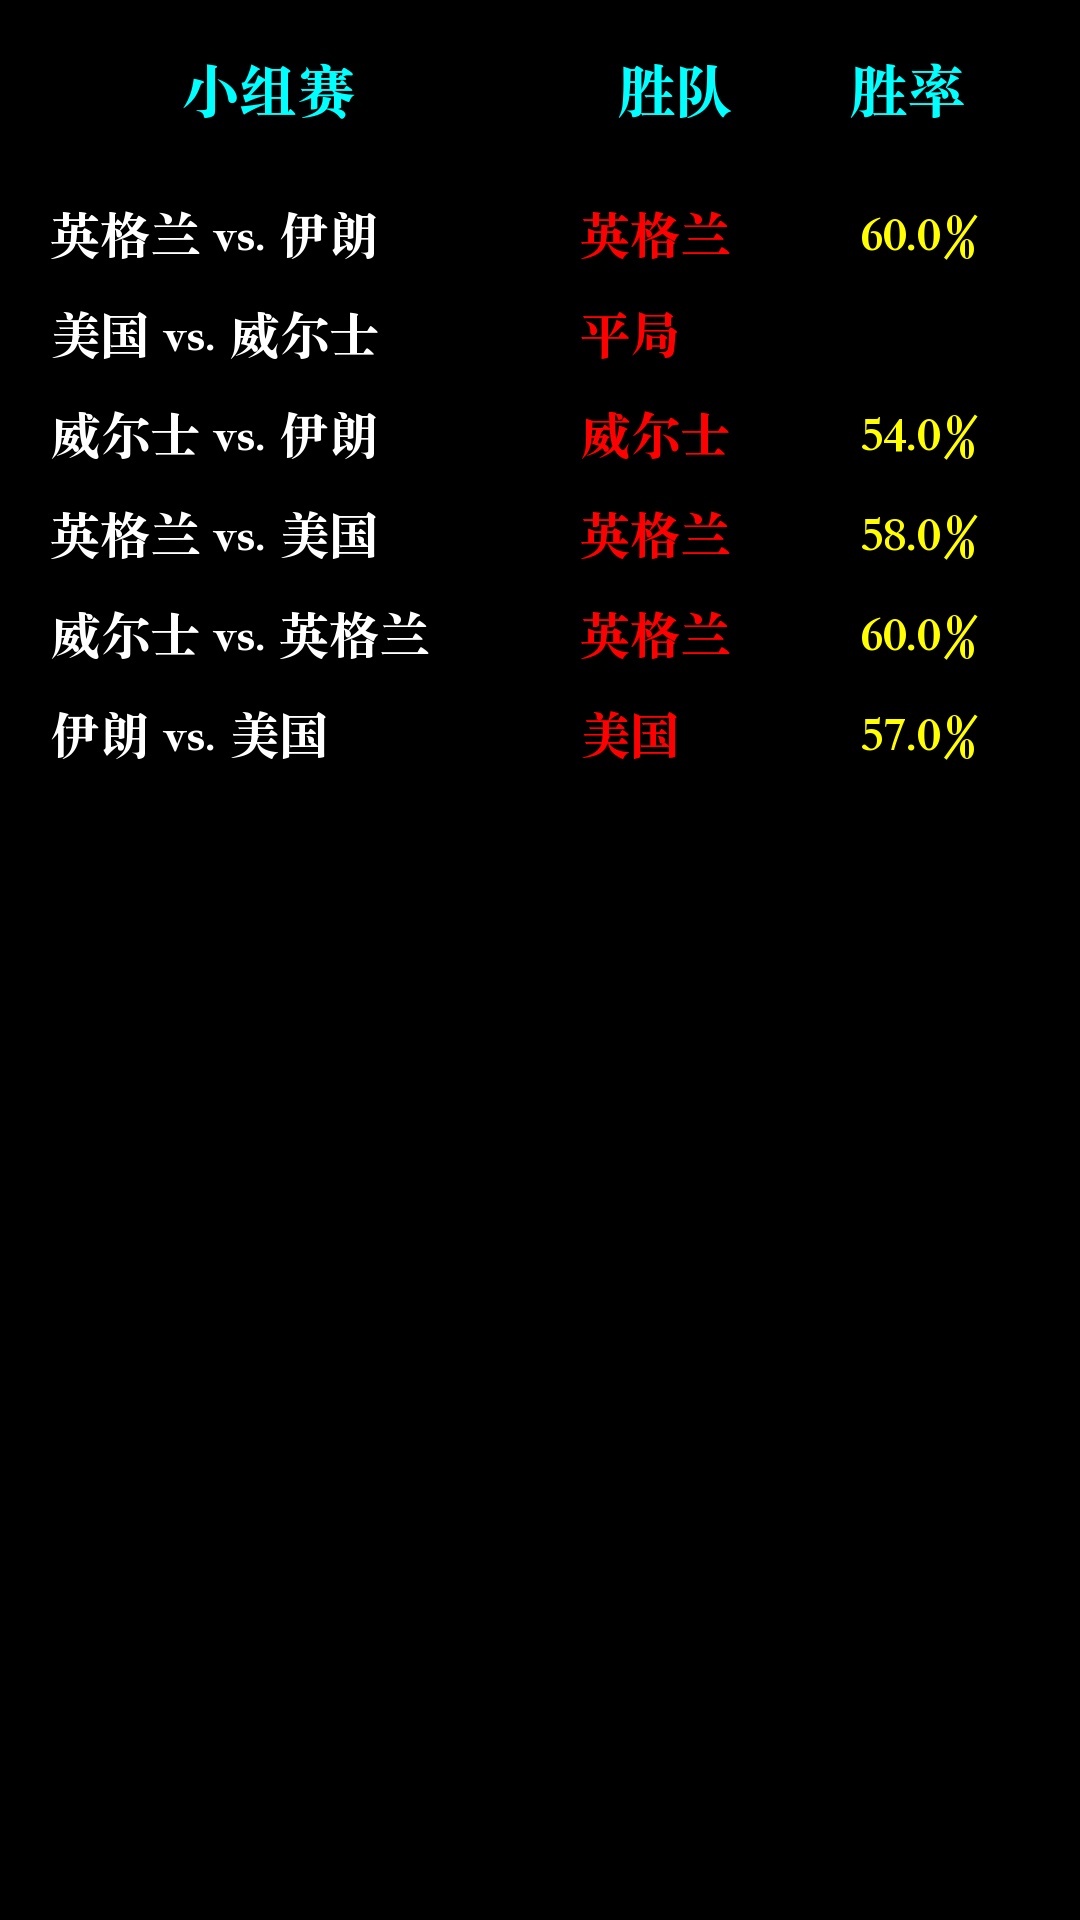 小组赛 胜队 胜率
英格兰 vs. 伊朗 英格兰 60.0%
美国 vs. 威尔士 平局
威尔士 vs. 伊朗 威尔士 54.0%
英格兰 vs. 美国 英格兰 58.0%
威尔士 vs. 英格兰 英格兰 60.0%
伊朗 vs. 美国 美国 57.0%